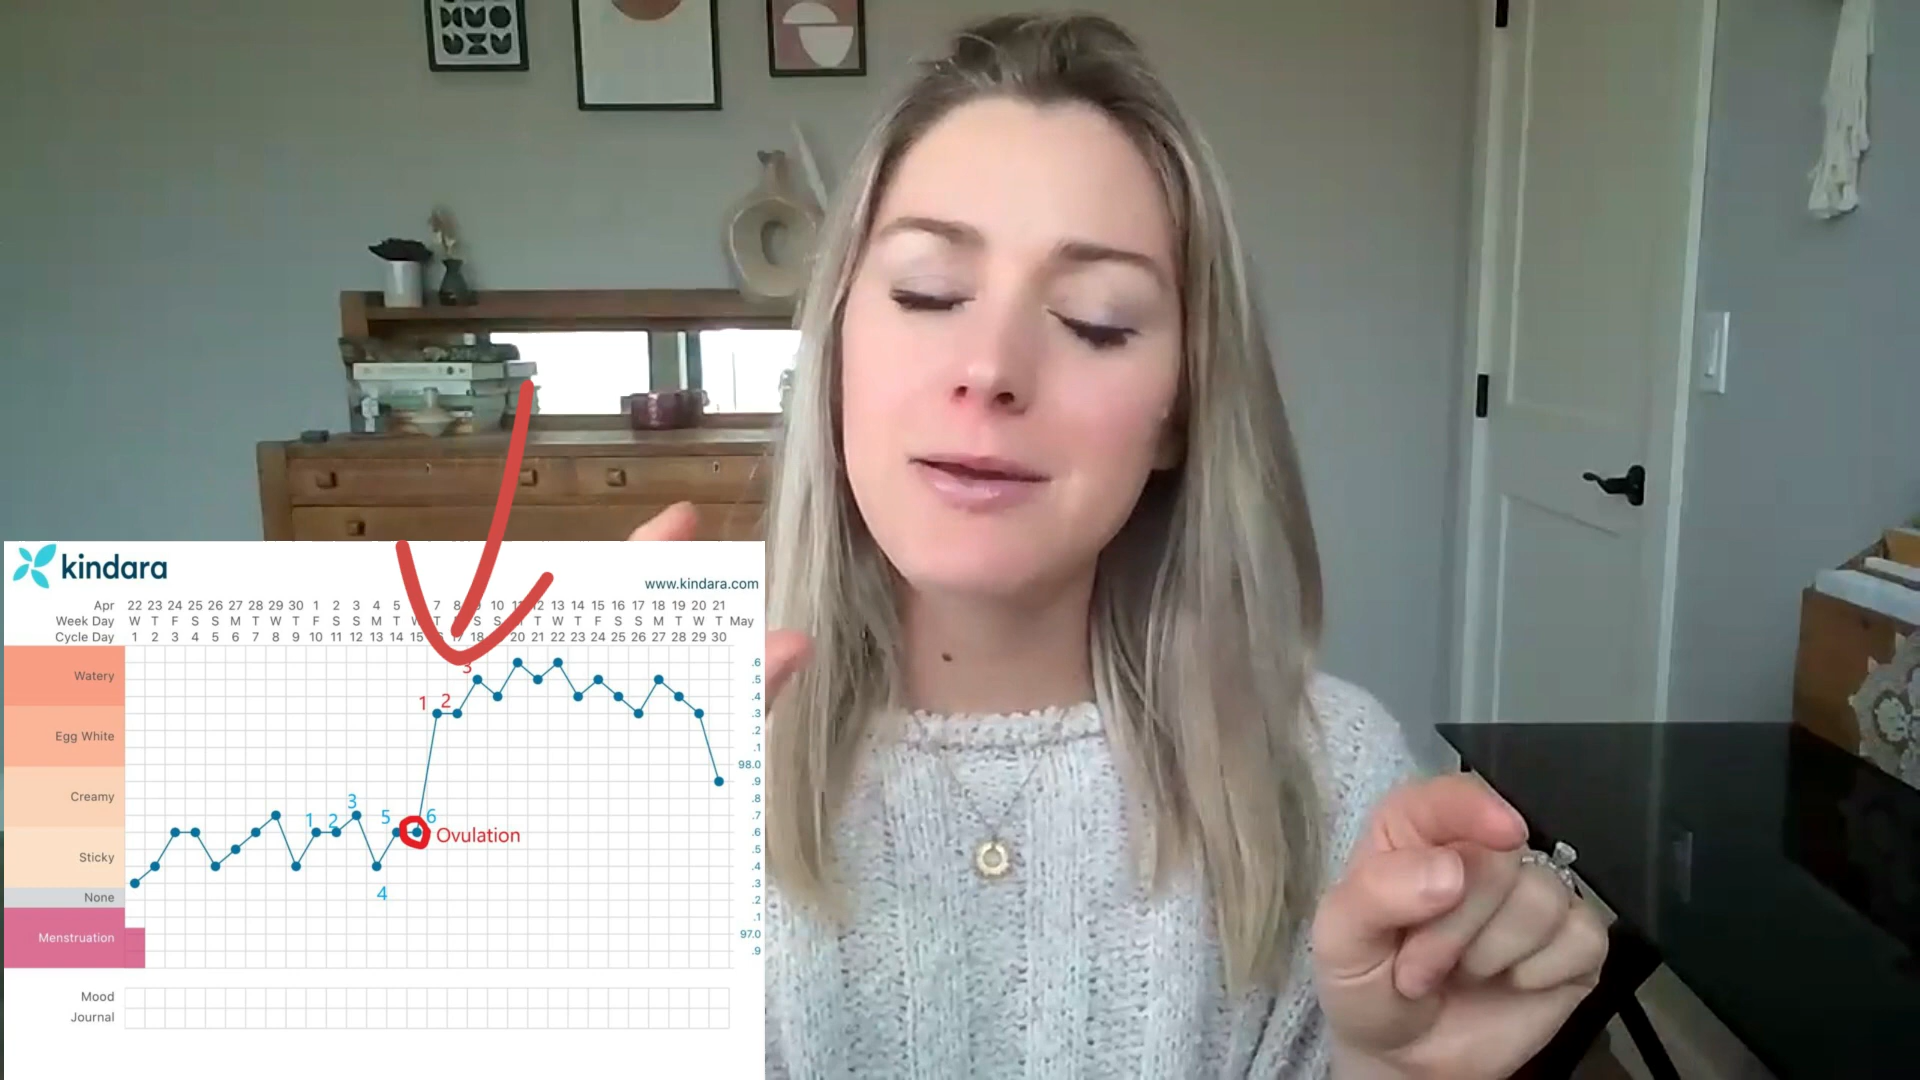 kindara
www.kindara.com
Apr 22 23 24 25 26 27 28 29 30 1 2 3 4 5 7 8 9 10 11 12 13 14 15 16 17 18 19 20 21
Week Day W T F S S M T W T F S S M T W T S S T W T F S S M T W T May
Cycle Day 1 2 3 4 5 6 7 8 9 10 11 12 13 14 15 17 18 20 21 22 23 24 25 26 27 28 29 30
Watery
Egg White
Creamy
Sticky
None
Menstruation
.6
.5
.4
.3
.2
.1
98.0
.9
.8
.7
.6
.5
.4
.3
.2
.1
97.0
.9
1 2 3
1 2 3 4 5 6
Ovulation
Mood
Journal